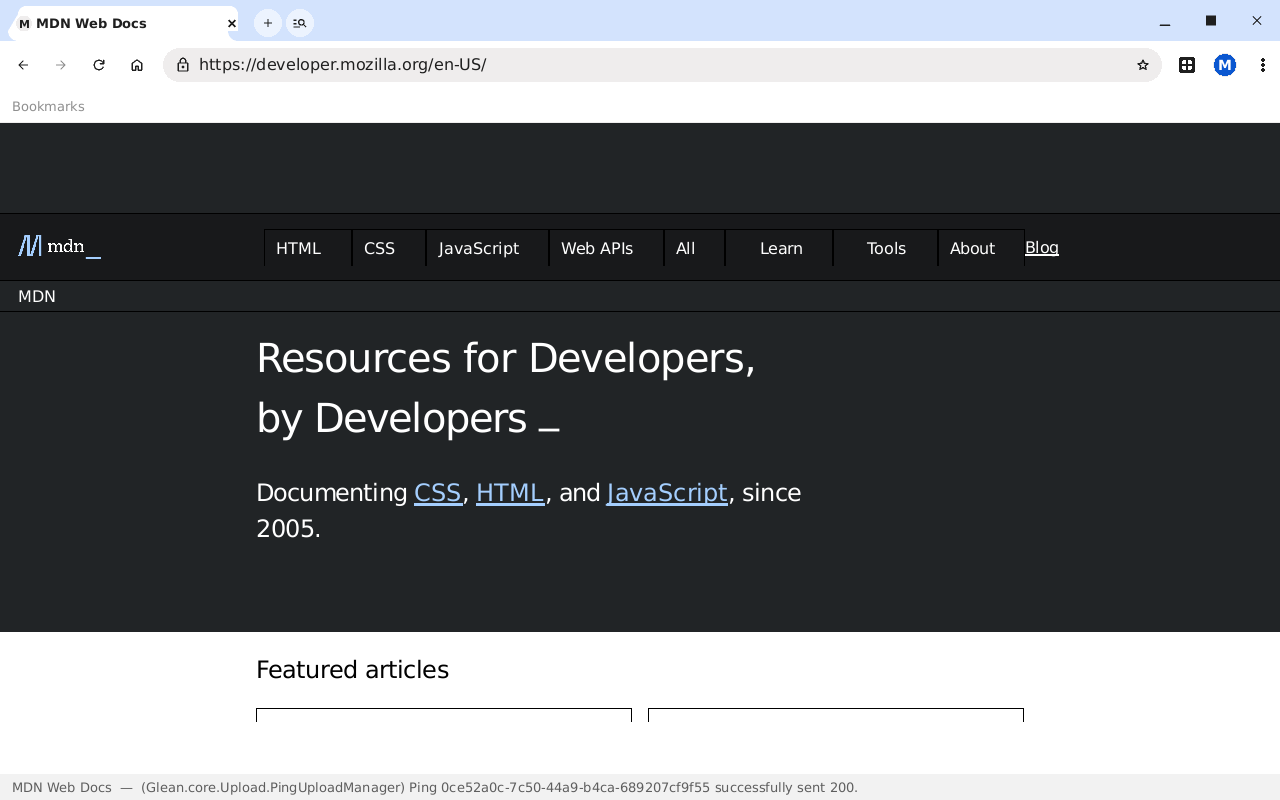 M MDN Web Docs
https://developer.mozilla.org/en-US/
M
Bookmarks
mdn_
HTML CSS JavaScript Web APIs All Learn Tools About Blog
MDN
Resources for Developers,
by Developers _
Documenting CSS, HTML, and JavaScript, since
2005.
Featured articles
MDN Web Docs — (Glean.core.Upload.PingUploadManager) Ping 0ce52a0c-7c50-44a9-b4ca-689207cf9f55 successfully sent 200.